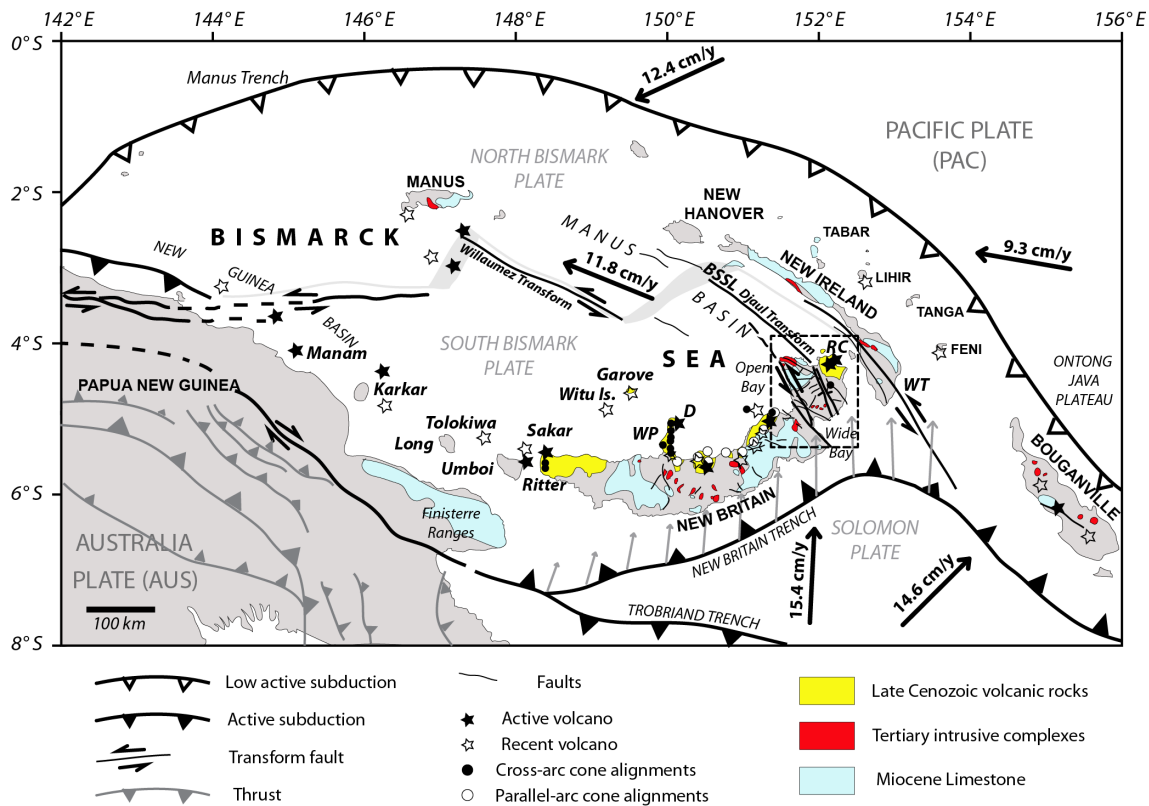 142°E 144°E 146°E 148°E 150°E 152°E 154°E 156°E
0°S
2°S
4°S
6°S
8°S
Manus Trench
12.4 cm/y
PACIFIC PLATE
(PAC)
NORTH BISMARK
PLATE
MANUS
NEW
HANOVER
TABAR
BISMARCK
MANUS
NEW
GUINEA
BASIN
Willaumez Transform
11.8 cm/y
BSSL Djaul Transform
BASIN
NEW IRELAND
LIHIR
9.3 cm/y
TANGA
FENI
SOUTH BISMARK
PLATE
SEA
RC
Open
Bay
WT
ONTONG
JAVA
PLATEAU
Manam
PAPUA NEW GUINEA
Karkar
Garove
Witu Is.
Tolokiwa
Long
Sakar
WP
D
Wide
Bay
Umboi
Ritter
BOUGANVILLE
Finisterre
Ranges
NEW BRITAIN
NEW BRITAIN TRENCH
SOLOMON
PLATE
AUSTRALIA
PLATE (AUS)
15.4 cm/y
14.6 cm/y
100 km
TROBRIAND TRENCH
Low active subduction
Active subduction
Transform fault
Thrust
Faults
Active volcano
Recent volcano
Cross-arc cone alignments
Parallel-arc cone alignments
Late Cenozoic volcanic rocks
Tertiary intrusive complexes
Miocene Limestone